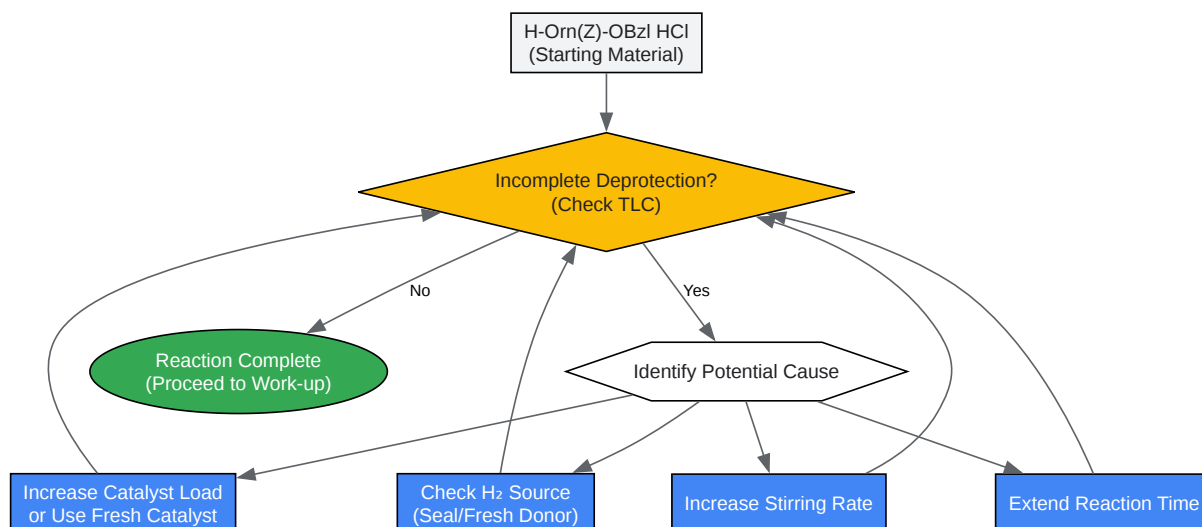 H-Orn(Z)-OBzl HCl
(Starting Material)
Incomplete Deprotection?
(Check TLC)
No
Yes
Reaction Complete
(Proceed to Work-up)
Identify Potential Cause
Increase Catalyst Load
or Use Fresh Catalyst
Check H₂ Source
(Seal/Fresh Donor)
Increase Stirring Rate
Extend Reaction Time